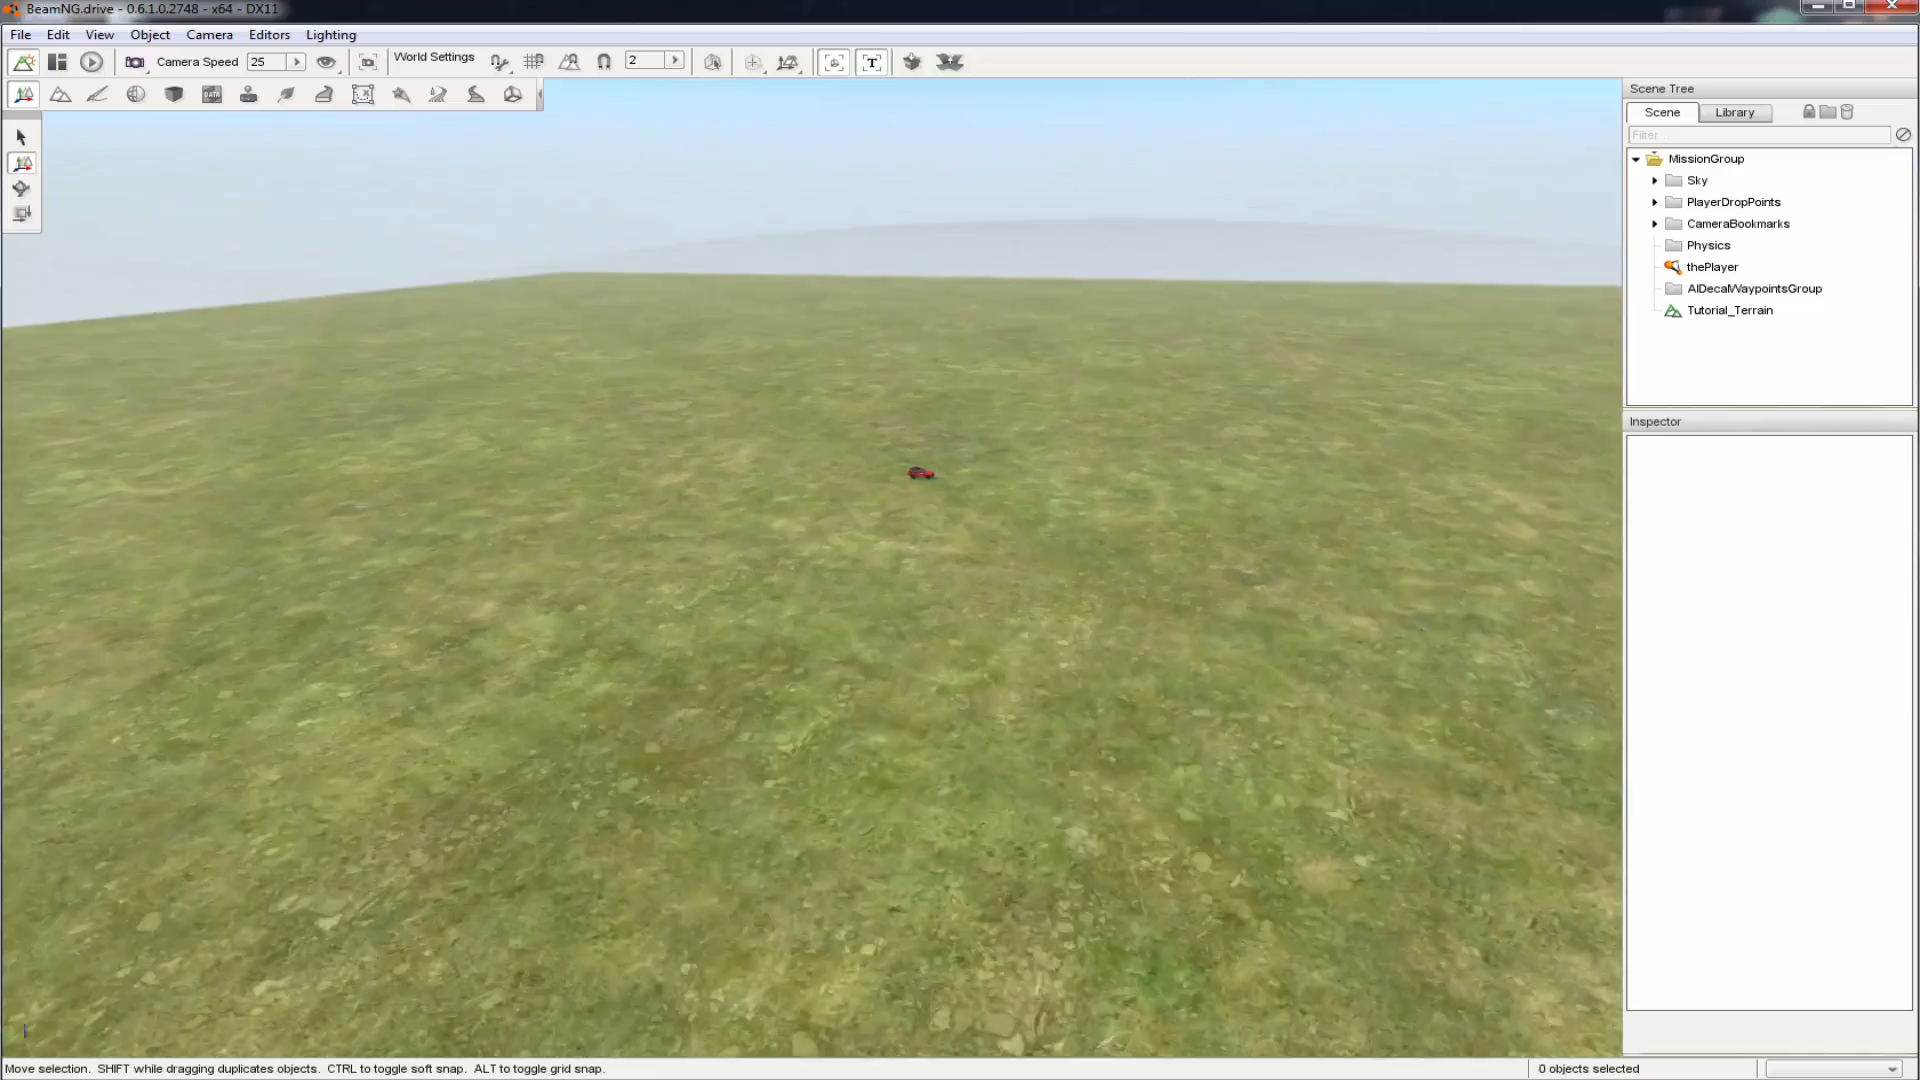 BeamNG.drive - 0.6.1.0.2748 - x64 - DX11
File Edit View Object Camera Editors Lighting
Camera Speed 25 World Settings 2
T
DATA
Scene Tree
Scene Library
Filter...
MissionGroup
Sky
PlayerDropPoints
CameraBookmarks
Physics
thePlayer
AIDecalWaypointsGroup
Tutorial_Terrain
Inspector
Move selection. SHIFT while dragging duplicates objects. CTRL to toggle soft snap. ALT to toggle grid snap.
0 objects selected